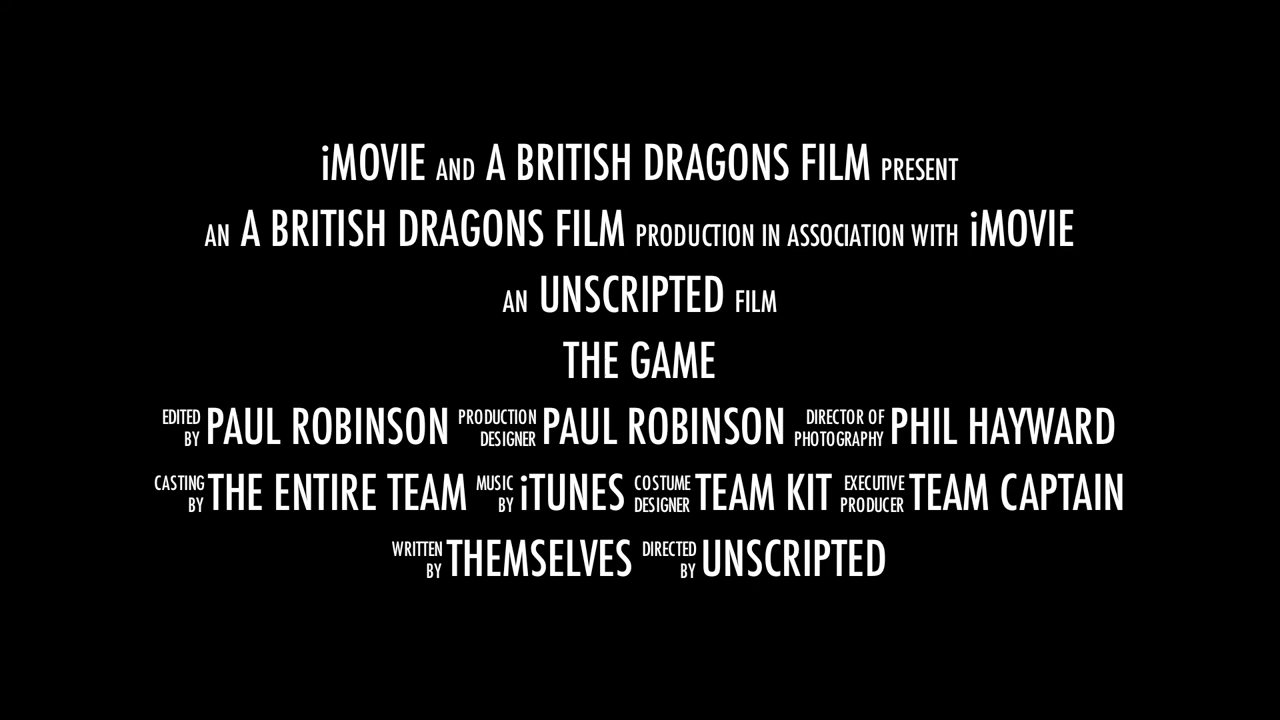 iMOVIE AND A BRITISH DRAGONS FILM PRESENT
AN A BRITISH DRAGONS FILM PRODUCTION IN ASSOCIATION WITH iMOVIE
AN UNSCRIPTED FILM
THE GAME
EDITED BY PAUL ROBINSON PRODUCTION DESIGNER PAUL ROBINSON DIRECTOR OF PHOTOGRAPHY PHIL HAYWARD
CASTING BY THE ENTIRE TEAM MUSIC BY iTUNES COSTUME DESIGNER TEAM KIT EXECUTIVE PRODUCER TEAM CAPTAIN
WRITTEN BY THEMSELVES DIRECTED BY UNSCRIPTED